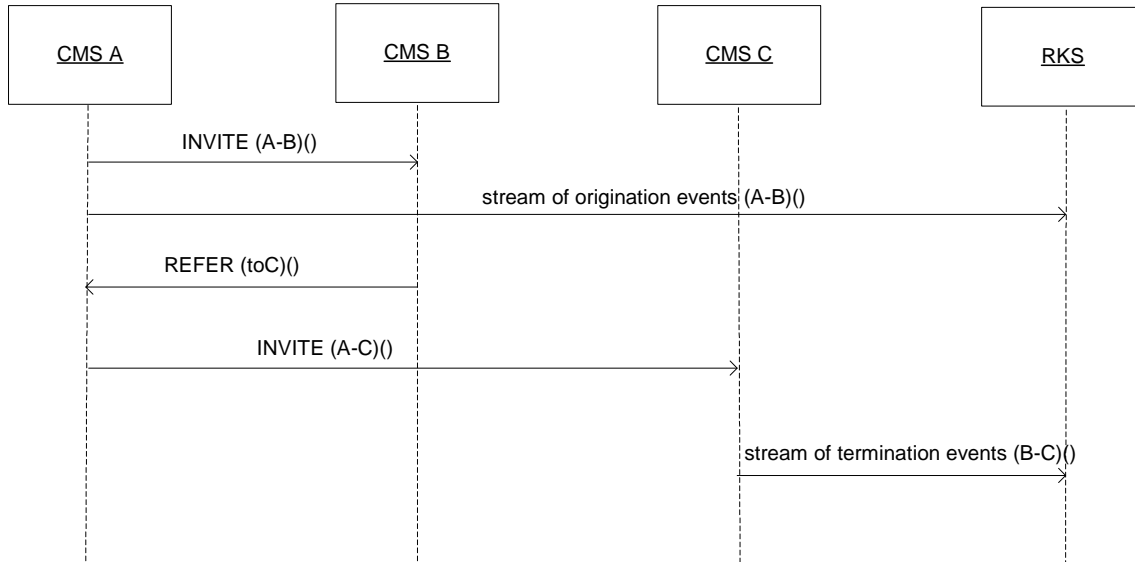 CMS A
CMS B
CMS C
RKS
INVITE (A-B)()
stream of origination events (A-B)()
REFER (toC)()
INVITE (A-C)()
stream of termination events (B-C)()